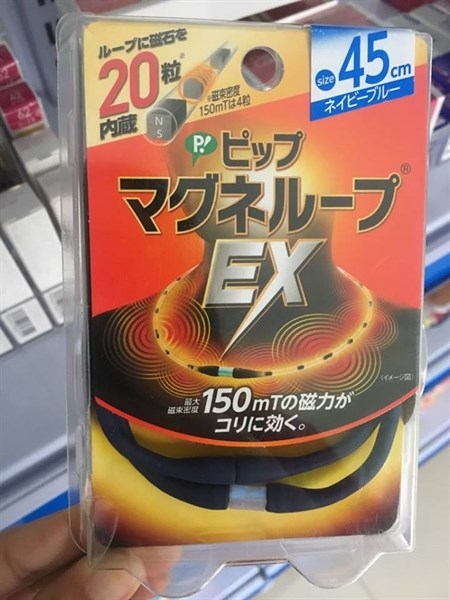 ループに磁石を
20粒※
内蔵
N
S
※磁束密度
150mTは4粒
size 45cm
ネイビーブルー
P! ピップ
マグネループ®
EX
(イメージ図)
最大
磁束密度 150mTの磁力が
コリに効く。